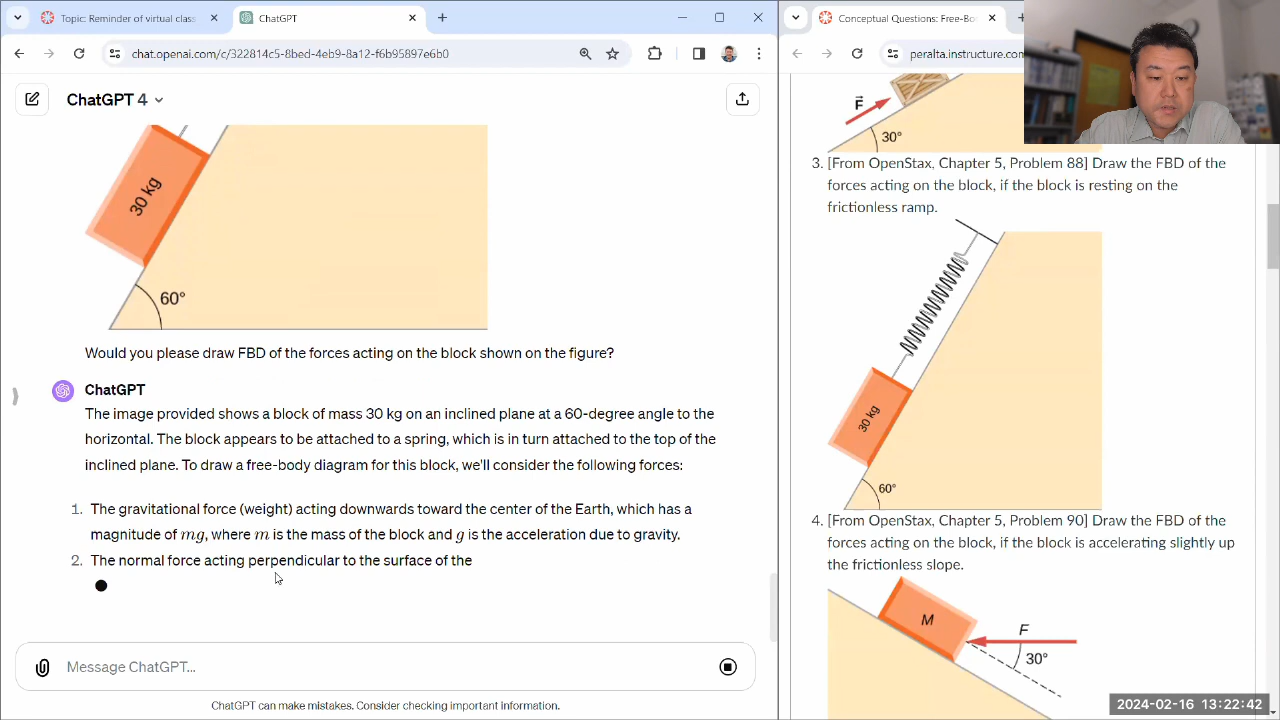 Topic: Reminder of virtual clas
ChatGPT
chat.openai.com/c/322814c5-8bed-4eb9-8a12-f6b95897e6b0
ChatGPT 4
30 kg
60°
Would you please draw FBD of the forces acting on the block shown on the figure?
ChatGPT
The image provided shows a block of mass 30 kg on an inclined plane at a 60-degree angle to the
horizontal. The block appears to be attached to a spring, which is in turn attached to the top of the
inclined plane. To draw a free-body diagram for this block, we'll consider the following forces:
1. The gravitational force (weight) acting downwards toward the center of the Earth, which has a
magnitude of mg, where m is the mass of the block and g is the acceleration due to gravity.
2. The normal force acting perpendicular to the surface of the
Message ChatGPT...
ChatGPT can make mistakes. Consider checking important information.
Conceptual Questions: Free-Bo
peralta.instructure.com
F
30°
3. [From OpenStax, Chapter 5, Problem 88] Draw the FBD of the
forces acting on the block, if the block is resting on the
frictionless ramp.
30 kg
60°
4. [From OpenStax, Chapter 5, Problem 90] Draw the FBD of the
forces acting on the block, if the block is accelerating slightly up
the frictionless slope.
M
F
30°
2024-02-16 13:22:42